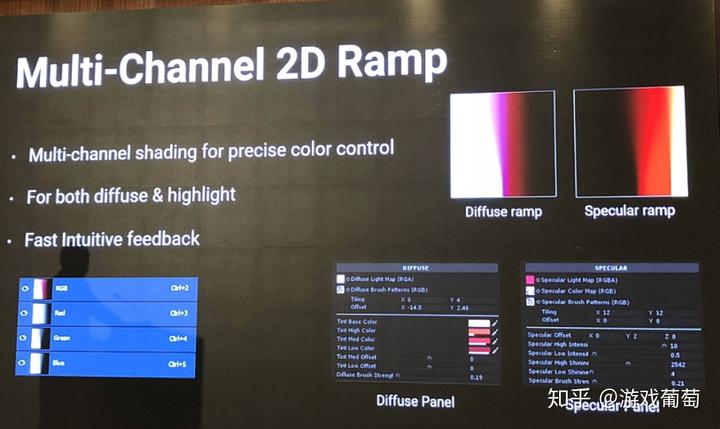 Multi-Channel 2D Ramp
• Multi-channel shading for precise color control
• For both diffuse & highlight
• Fast Intuitive feedback
Diffuse ramp
Specular ramp
RGB Ctrl+2
Red Ctrl+3
Green Ctrl+4
Blue Ctrl+5
DIFFUSE
Diffuse Light Map (RGA)
Diffuse Brush Patterns (RGB)
Tiling X 6 Y 4
Offset X -14.5 Y 2.46
Tint Base Color
Tint High Color
Tint Med Color
Tint Low Color
Tint Med Offset 0
Tint Low Offset 0
Diffuse Brush Strengt 0.19
Diffuse Panel
SPECULAR
Specular Light Map (RGBA)
Specular Color Map (RGB)
Specular Brush Patterns (RGB)
Tiling X 12 Y 12
Offset X 0 Y 0
Specular Offset X 0 Y 2 Z 0
Specular High Intensi 10
Specular Low Intensi 0.5
Specular High Shinine 2542
Specular Low Shinine 4
Specular Brush Stren 0.21
Specular Panel
知乎 @游戏葡萄